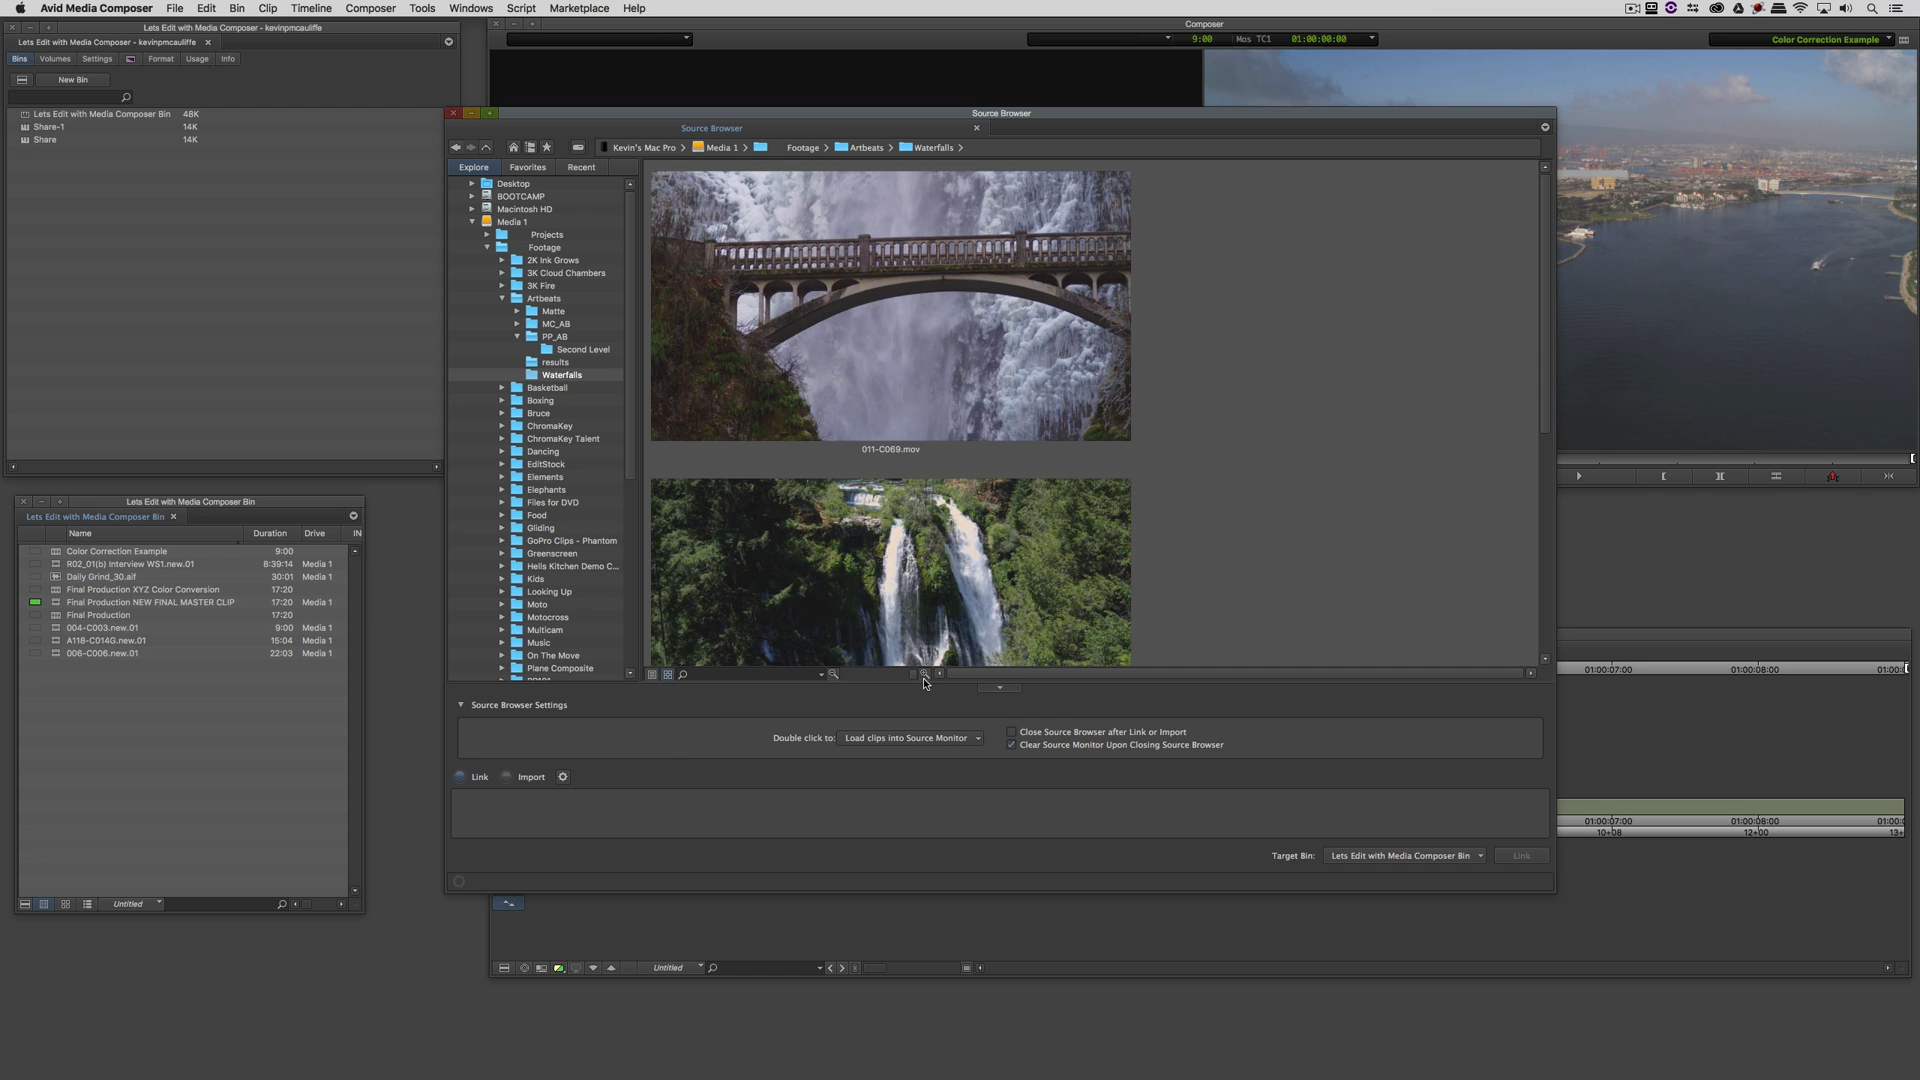 Avid Media Composer File Edit Bin Clip Timeline Composer Tools Windows Script Marketplace Help
Lets Edit with Media Composer - kevinpmcauliffe
Lets Edit with Media Composer - kevinpmcauliffe
Bins Volumes Settings Format Usage Info
New Bin
Lets Edit with Media Composer Bin 48K
Share-1 14K
Share 14K
Composer
9:00 Mas TC1 01:00:00:00
Color Correction Example
Source Browser
Source Browser
Kevin's Mac Pro Media 1 Footage Artbeats Waterfalls
Explore Favorites Recent
Desktop
BOOTCAMP
Macintosh HD
Media 1
Projects
Footage
2K Ink Grows
3K Cloud Chambers
3K Fire
Artbeats
Matte
MC_AB
PP_AB
Second Level
results
Waterfalls
Basketball
Boxing
Bruce
ChromaKey
ChromaKey Talent
Dancing
EditStock
Elements
Elephants
Files for DVD
Food
Gliding
GoPro Clips - Phantom
Greenscreen
Hells Kitchen Demo C...
Kids
Looking Up
Moto
Motocross
Multicam
Music
On The Move
Plane Composite
011-C069.mov
Source Browser Settings
Double click to: Load clips into Source Monitor
Close Source Browser after Link or Import
Clear Source Monitor Upon Closing Source Browser
Link Import
Target Bin: Lets Edit with Media Composer Bin Link
Lets Edit with Media Composer Bin
Lets Edit with Media Composer Bin
Name Duration Drive IN
Color Correction Example 9:00
R02_01(b) Interview WS1.new.01 8:39:14 Media 1
Daily Grind_30.aif 30:01 Media 1
Final Production XYZ Color Conversion 17:20
Final Production NEW FINAL MASTER CLIP 17:20 Media 1
Final Production 17:20
004-C003.new.01 9:00 Media 1
A118-C014G.new.01 15:04 Media 1
006-C006.new.01 22:03 Media 1
Untitled
01:00:07:00 01:00:08:00 01:00:
01:00:07:00 01:00:08:00 01:00:
10+08 12+00 13+
Untitled